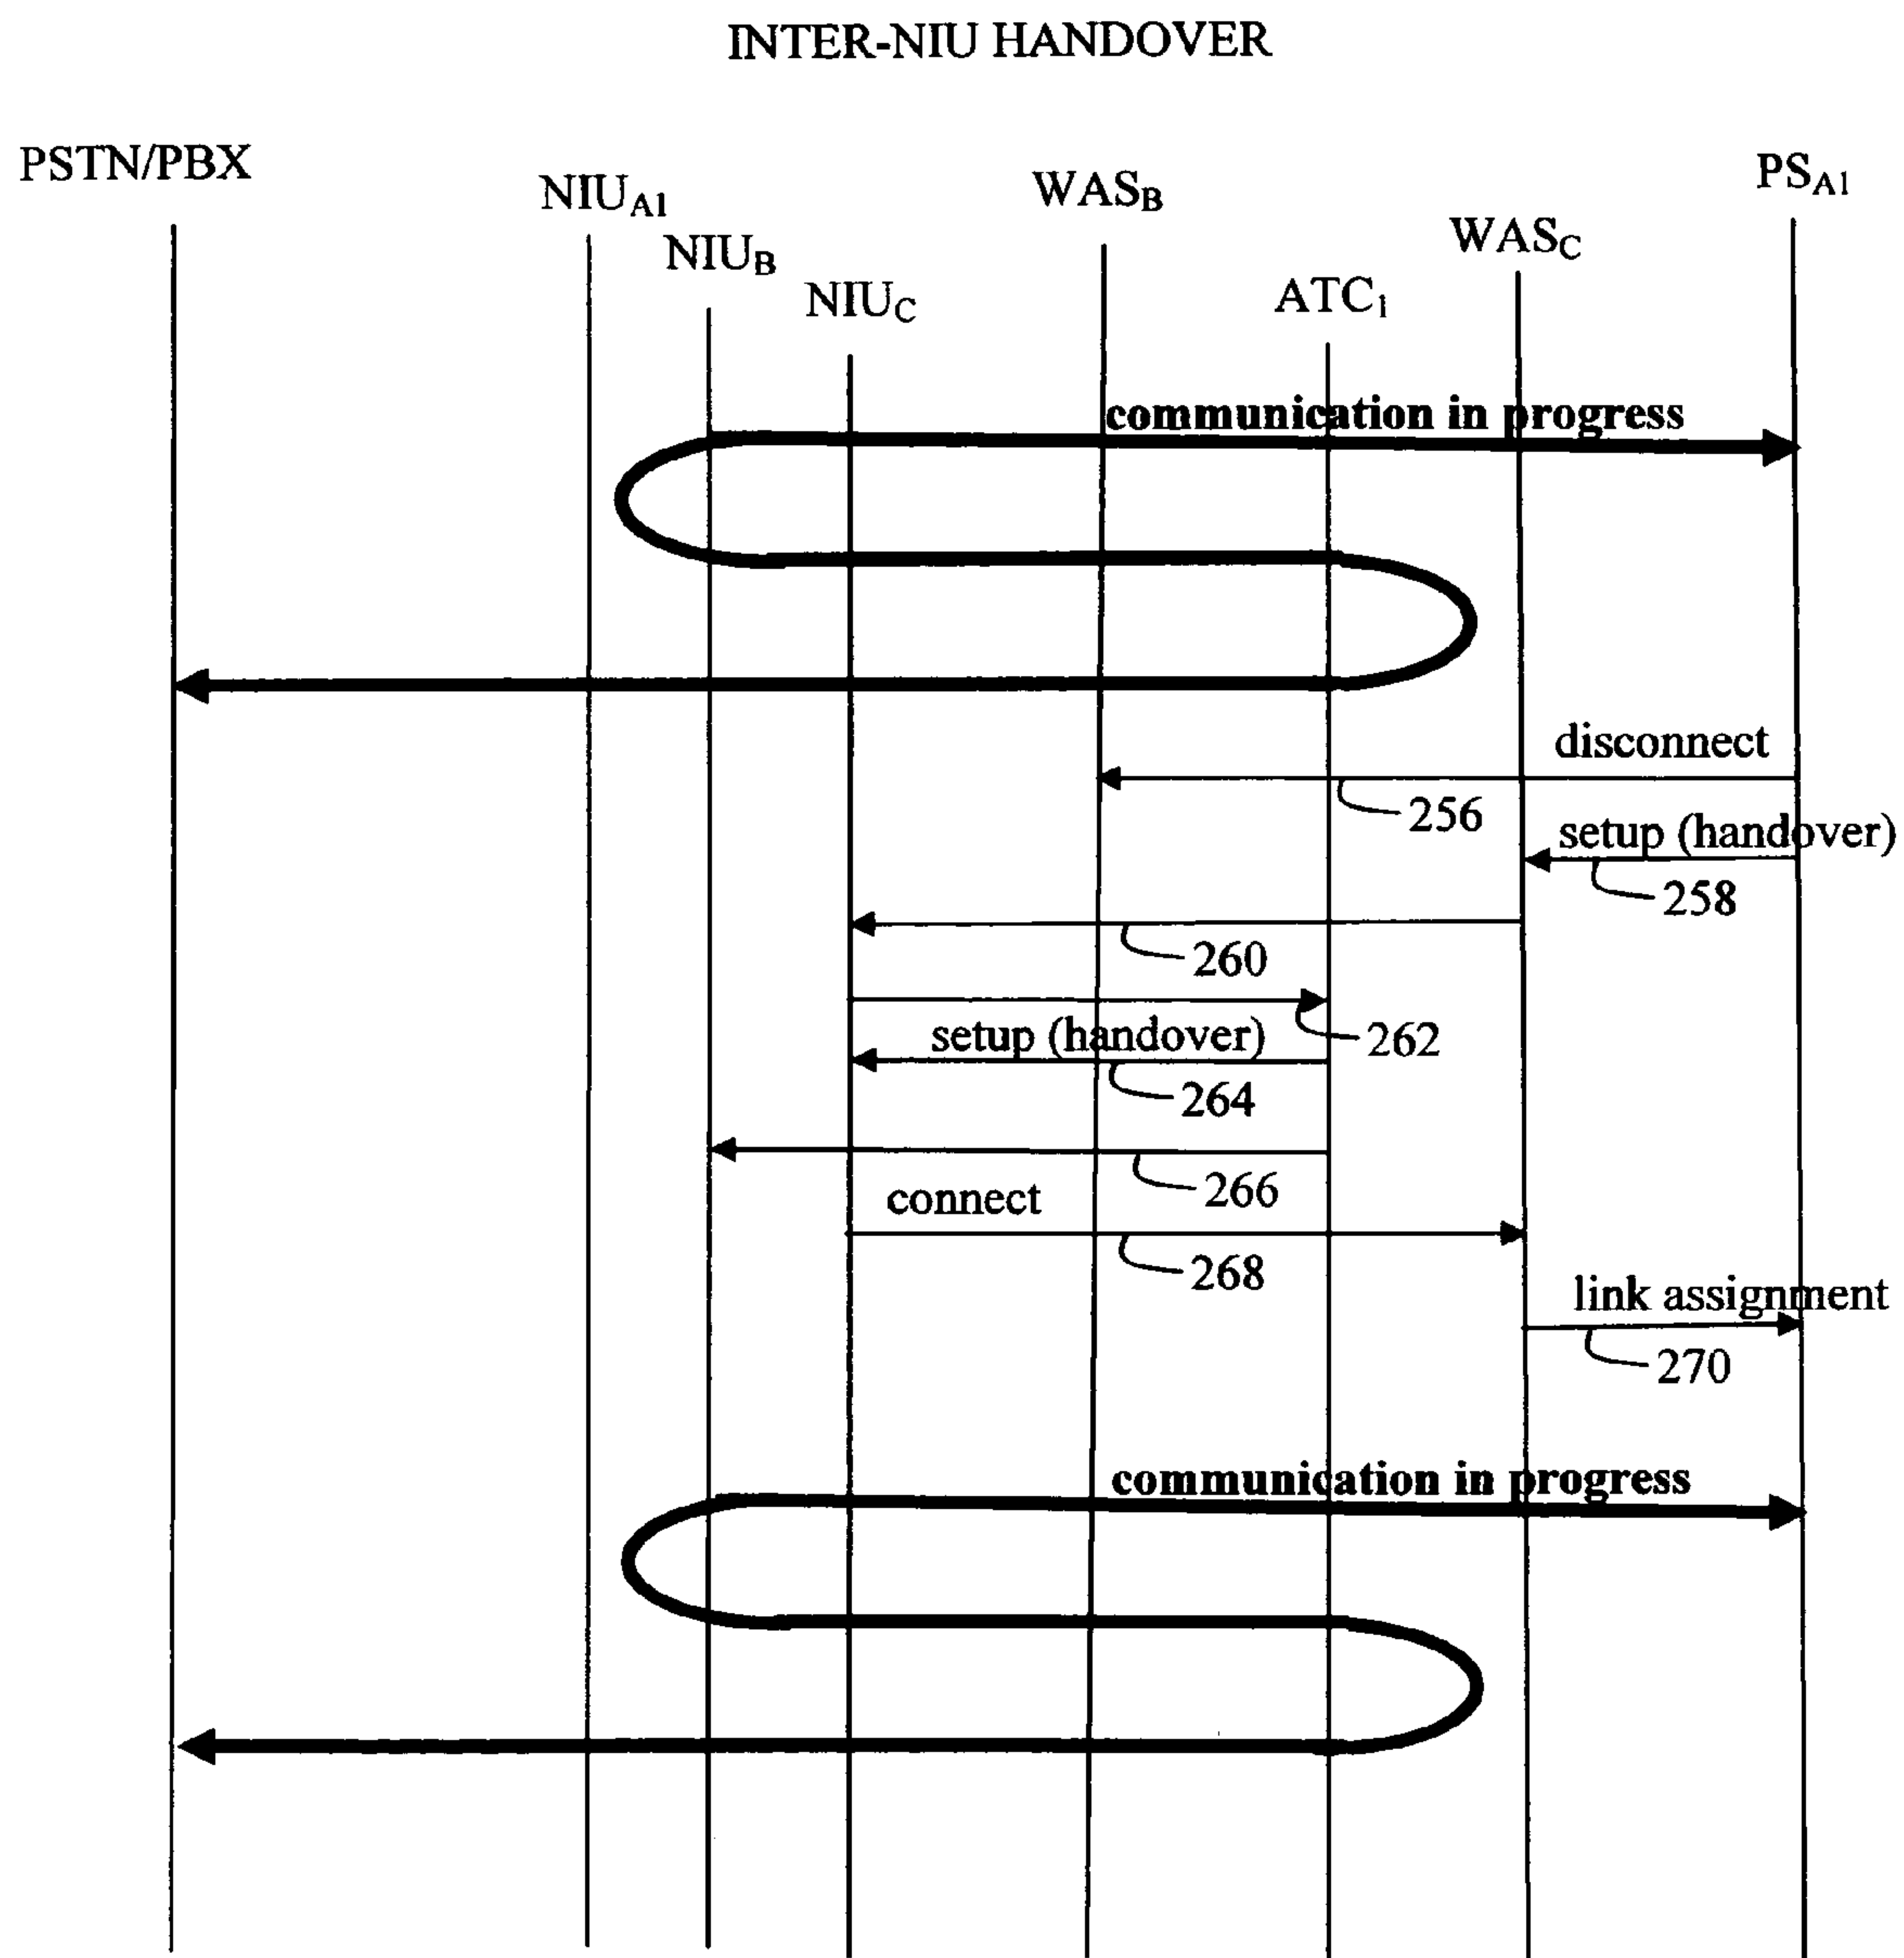 INTER-NIU HANDOVER
PSTN/PBX
NIUA1
NIUB
NIUC
WASB
ATC1
WASC
PSA1
communication in progress
disconnect
256
setup (handover)
258
260
262
setup (handover)
264
266
connect
268
link assignment
270
communication in progress